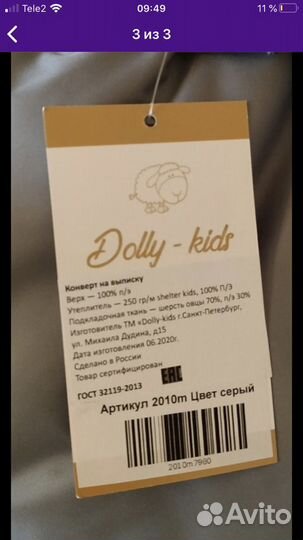 Tele2 09:49 11 %
3 из 3
Dolly - kids
Конверт на выписку
Верх — 100% п/э
Утеплитель — 250 гр/м shelter kids, 100% П/Э
Подкладочная ткань — шерсть овцы 70%, п/э 30%
Изготовитель ТМ «Dolly-kids г.Санкт-Петербург,
ул. Михаила Дудина, д15
Дата изготовления 06.2020г.
Сделано в России
Товар сертифицирован
ГОСТ 32119-2013
Артикул 2010m Цвет серый
2010m7980
Avito